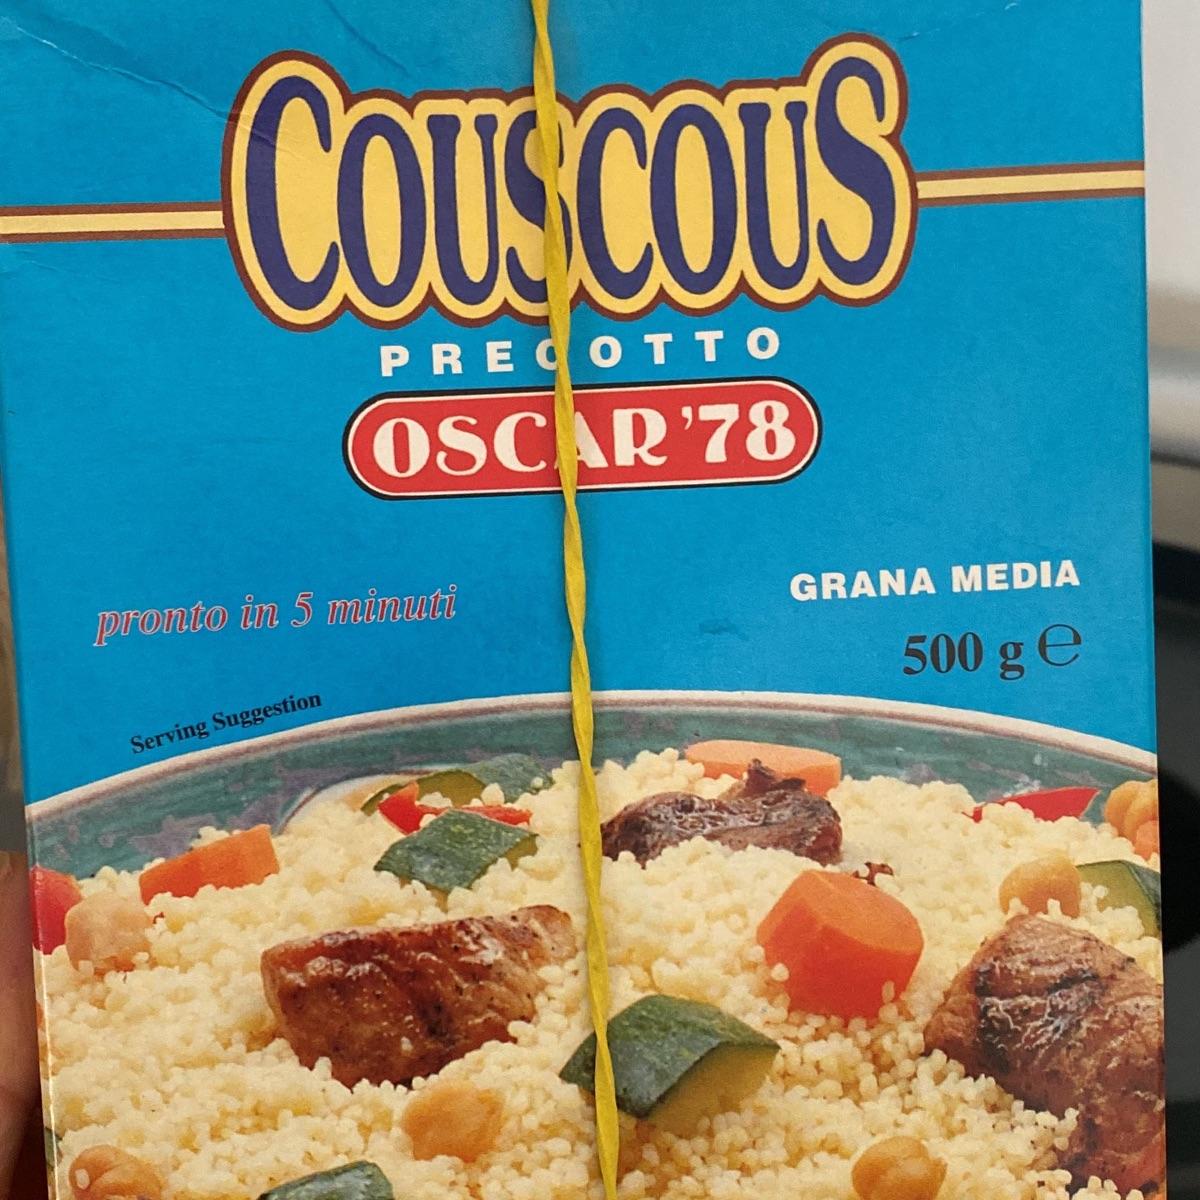 COUSCOUS
PRECOTTO
OSCAR '78
pronto in 5 minuti
GRANA MEDIA
500 g ℮
Serving Suggestion